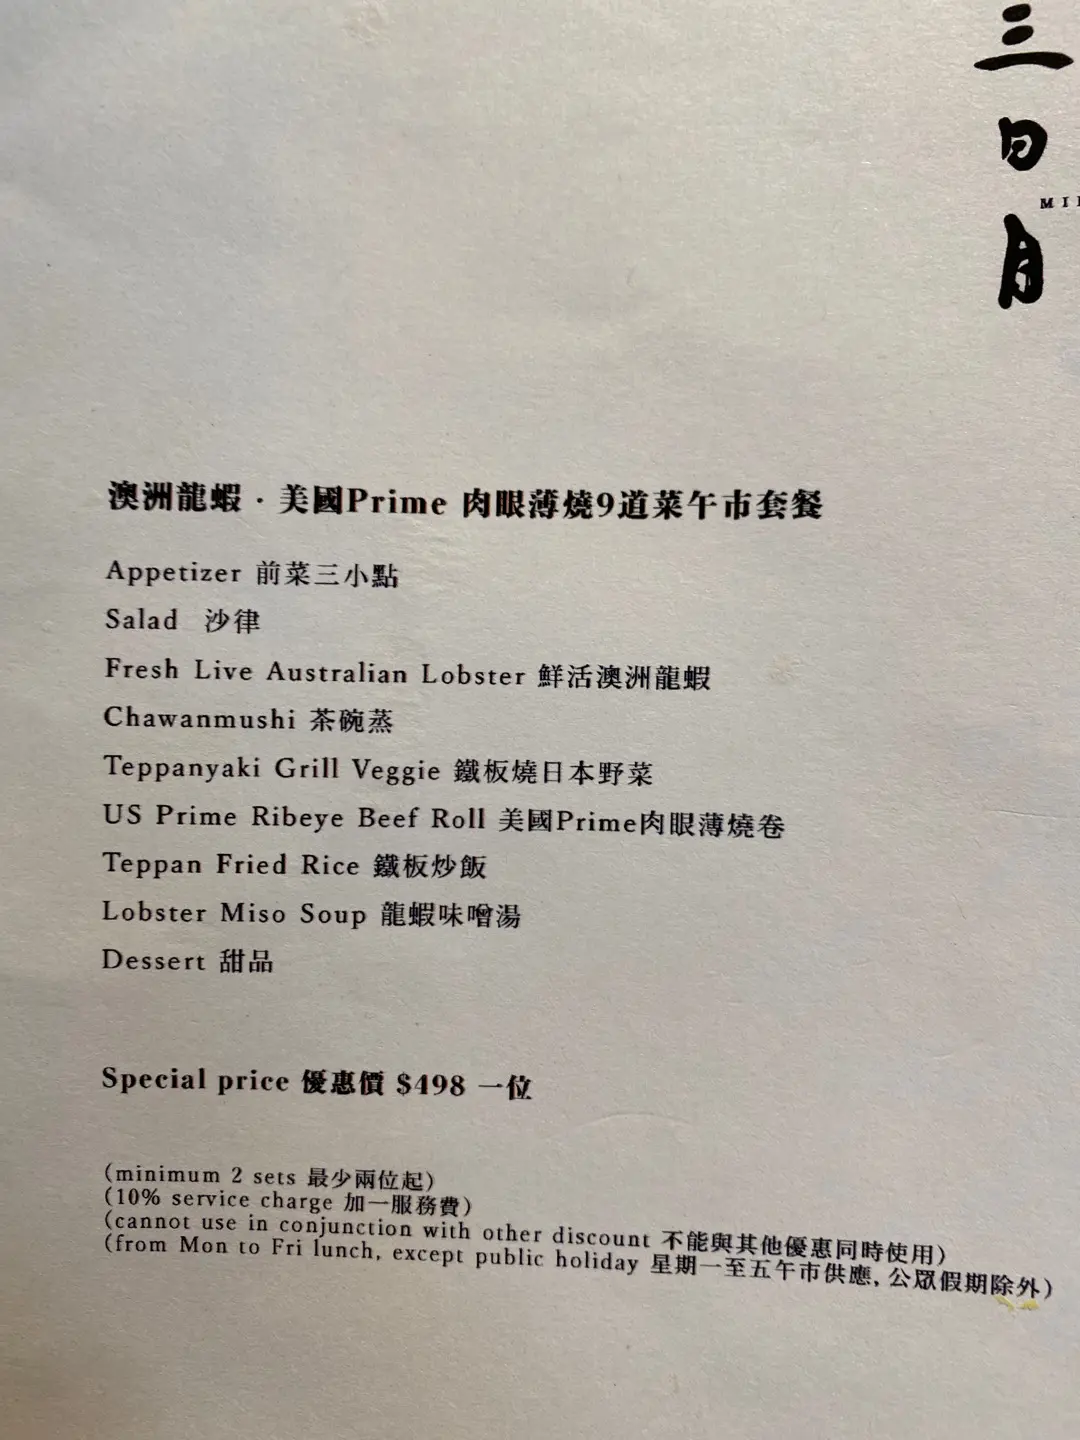 三日月
澳洲龍蝦 · 美國Prime 肉眼薄燒9道菜午市套餐
Appetizer 前菜三小點
Salad 沙律
Fresh Live Australian Lobster 鮮活澳洲龍蝦
Chawanmushi 茶碗蒸
Teppanyaki Grill Veggie 鐵板燒日本野菜
US Prime Ribeye Beef Roll 美國Prime肉眼薄燒卷
Teppan Fried Rice 鐵板炒飯
Lobster Miso Soup 龍蝦味噌湯
Dessert 甜品
Special price 優惠價 $498 一位
(minimum 2 sets 最少兩位起)
(10% service charge 加一服務費)
(cannot use in conjunction with other discount 不能與其他優惠同時使用)
(from Mon to Fri lunch, except public holiday 星期一至五午市供應, 公眾假期除外)